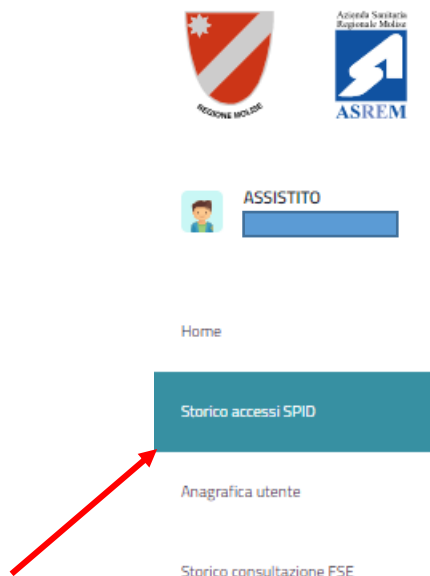 Azienda Sanitaria
Regionale Molise
REGIONE MOLISE
ASREM
ASSISTITO
Home
Storico accessi SPID
Anagrafica utente
Storico consultazione FSE